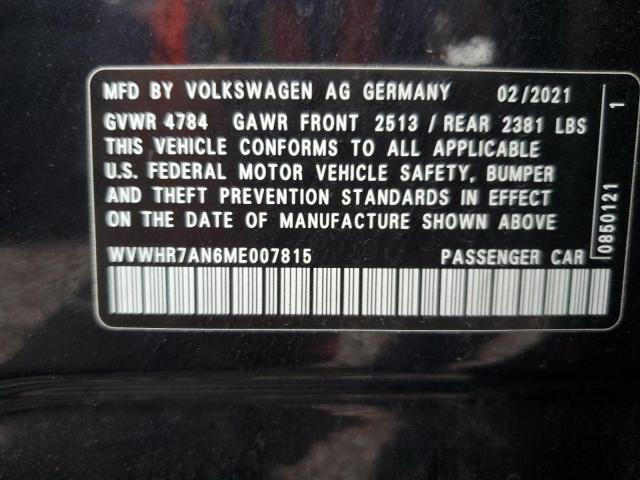 MFD BY VOLKSWAGEN AG GERMANY 02/2021
GVWR 4784 GAWR FRONT 2513 / REAR 2381 LBS
THIS VEHICLE CONFORMS TO ALL APPLICABLE
U.S. FEDERAL MOTOR VEHICLE SAFETY, BUMPER
AND THEFT PREVENTION STANDARDS IN EFFECT
ON THE DATE OF MANUFACTURE SHOWN ABOVE
WVWHR7AN6ME007815 PASSENGER CAR
0850121 1